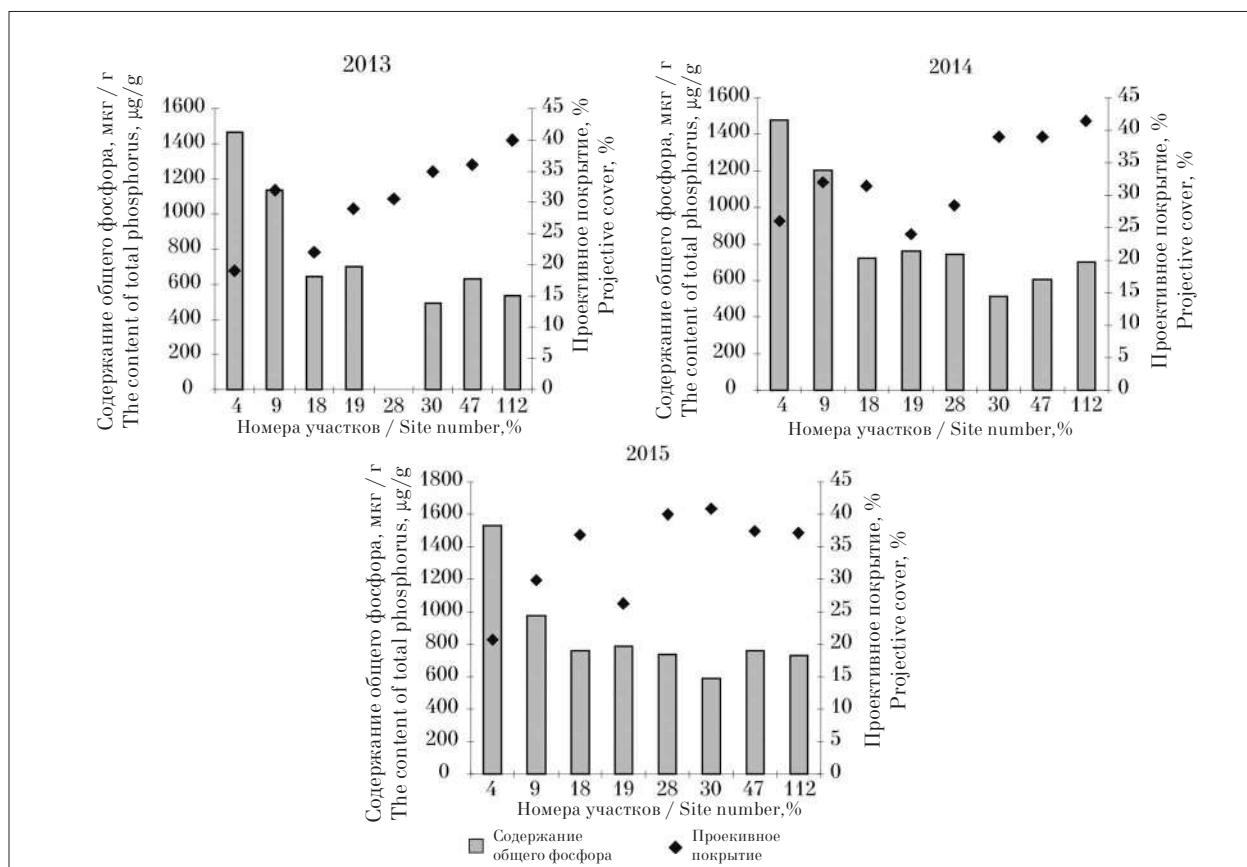 2013
Содержание общего фосфора, мкг / г
The content of total phosphorus, µg/g
1600
1400
1200
1000
800
600
400
200
0
45
40
35
30
25
20
15
10
5
0
Проективное покрытие, %
Projective cover, %
4 9 18 19 28 30 47 112
Номера участков / Site number,%
2014
Содержание общего фосфора, мкг / г
The content of total phosphorus, µg/g
1600
1400
1200
1000
800
600
400
200
0
45
40
35
30
25
20
15
10
5
0
Проективное покрытие, %
Projective cover, %
4 9 18 19 28 30 47 112
Номера участков / Site number,%
2015
Содержание общего фосфора, мкг / г
The content of total phosphorus, µg/g
1800
1600
1400
1200
1000
800
600
400
200
0
45
40
35
30
25
20
15
10
5
0
Проективное покрытие, %
Projective cover, %
4 9 18 19 28 30 47 112
Номера участков / Site number,%
Содержание
общего фосфора
Проекивное
покрытие